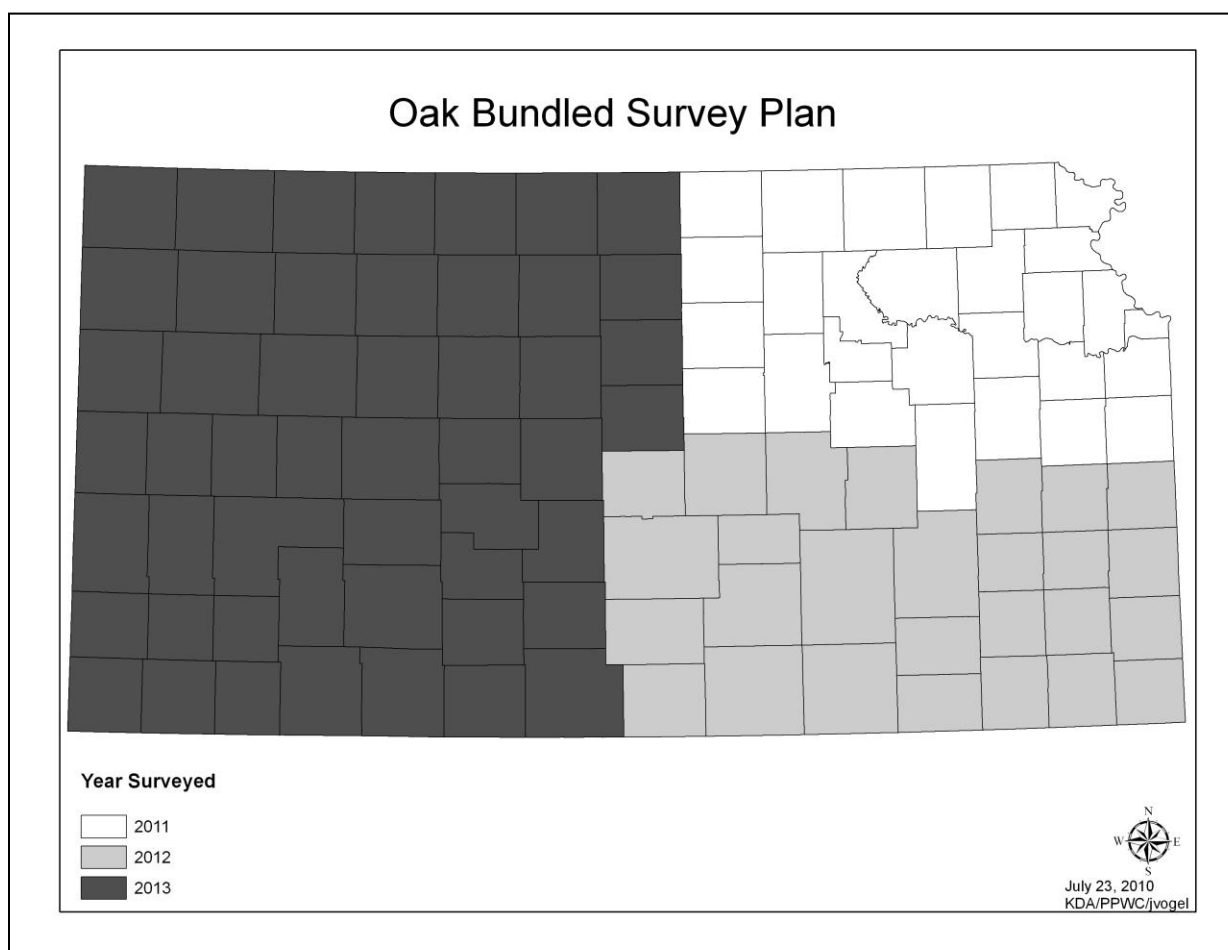 Oak Bundled Survey Plan
Year Surveyed
2011
2012
2013
N
W E
S
July 23, 2010
KDA/PPWC/jvogel